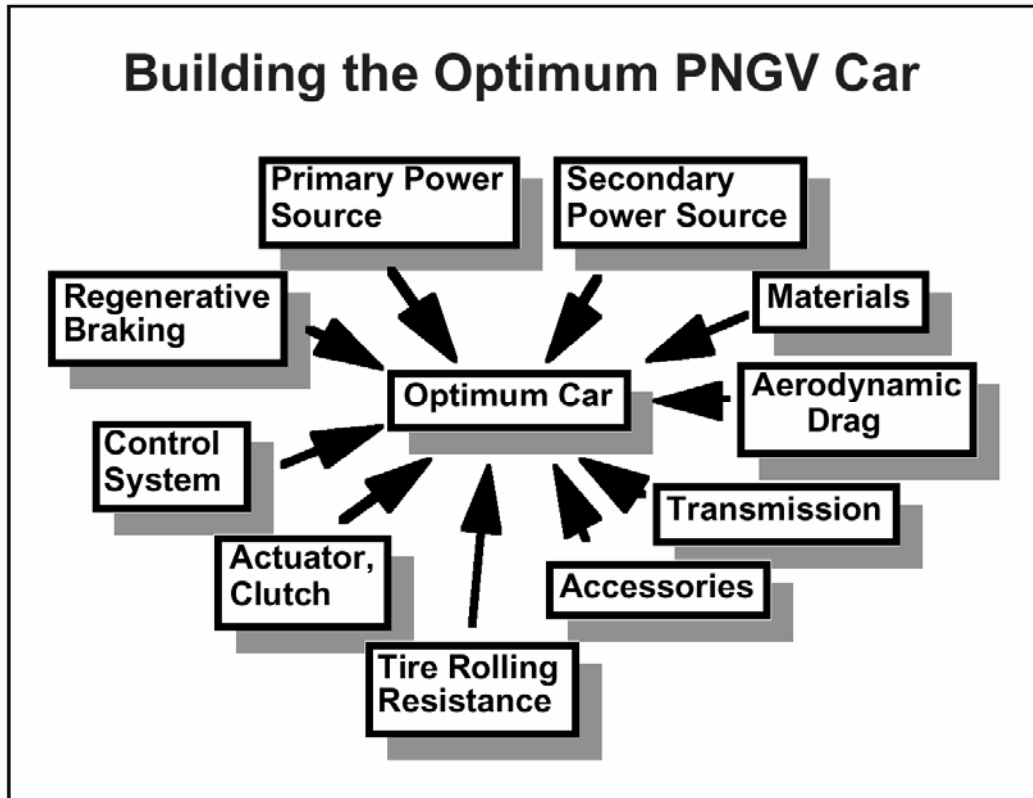 Building the Optimum PNGV Car
Primary Power
Source
Secondary
Power Source
Regenerative
Braking
Materials
Optimum Car
Aerodynamic
Drag
Control
System
Transmission
Actuator,
Clutch
Accessories
Tire Rolling
Resistance